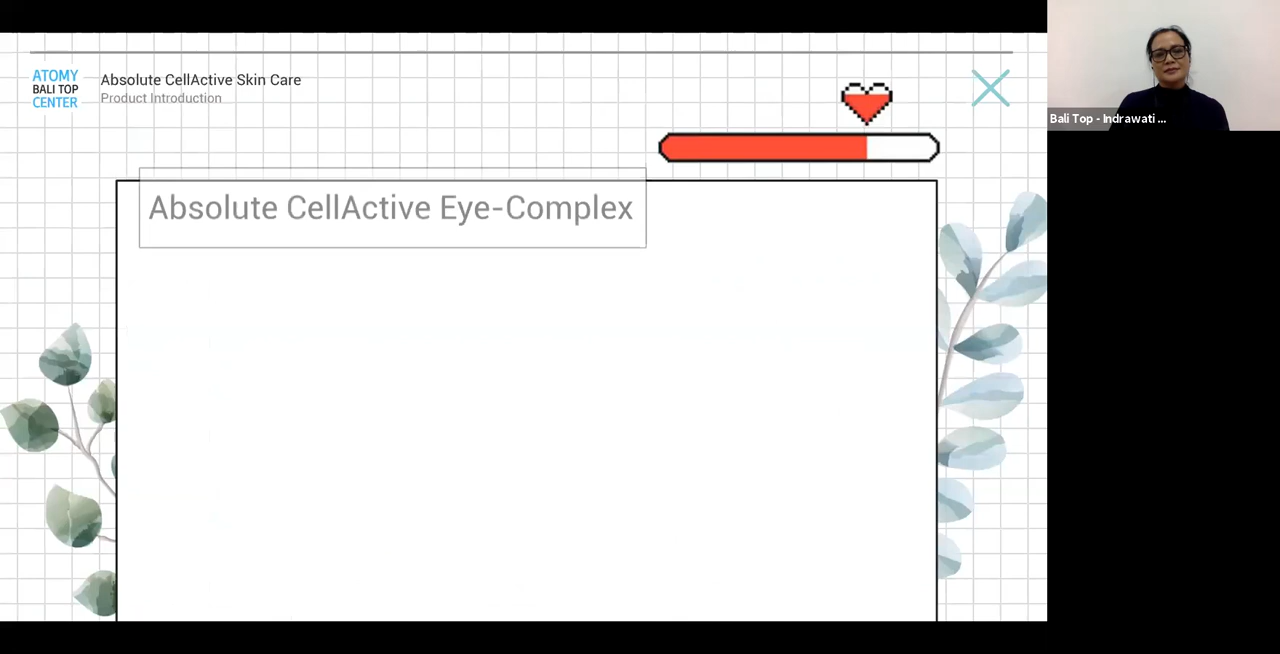 ATOMY
BALI TOP
CENTER
Absolute CellActive Skin Care
Product Introduction
Absolute CellActive Eye-Complex
Bali Top - Indrawati ...